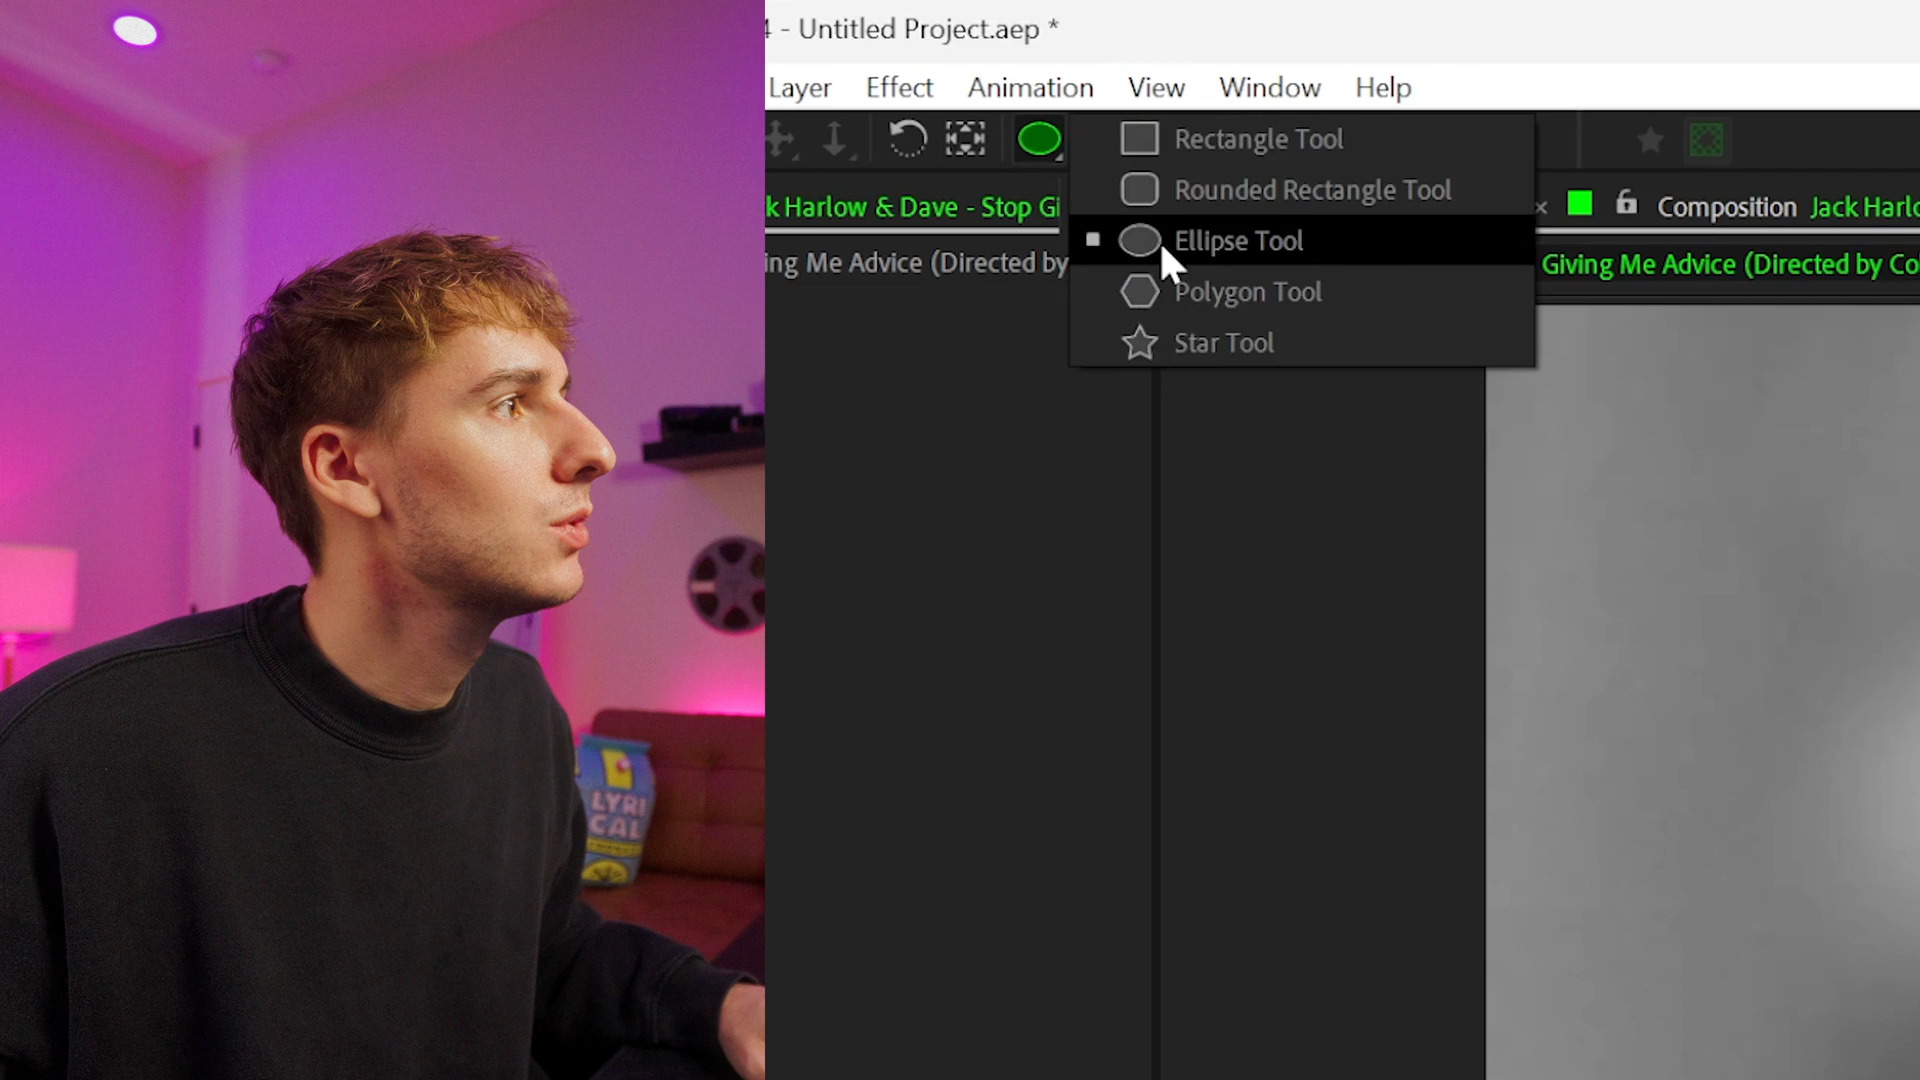 4 - Untitled Project.aep *
Layer Effect Animation View Window Help
Rectangle Tool
Rounded Rectangle Tool
k Harlow & Dave - Stop Gi
× Composition Jack Harlo
Ellipse Tool
ing Me Advice (Directed by
Giving Me Advice (Directed by Co
Polygon Tool
Star Tool
LYRI
CAL